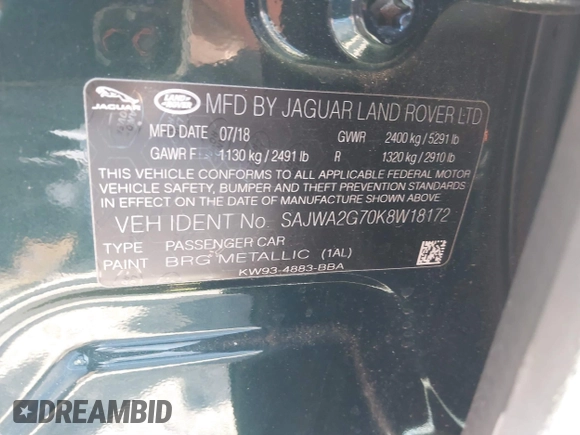 JAGUAR LAND ROVER MFD BY JAGUAR LAND ROVER LTD
MFD DATE 07/18 GVWR 2400 kg / 5291 lb
GAWR F 1130 kg / 2491 lb R 1320 kg / 2910 lb
THIS VEHICLE CONFORMS TO ALL APPLICABLE FEDERAL MOTOR
VEHICLE SAFETY, BUMPER AND THEFT PREVENTION STANDARDS
IN EFFECT ON THE DATE OF MANUFACTURE SHOWN ABOVE
VEH IDENT No. SAJWA2G70K8W18172
TYPE PASSENGER CAR
PAINT BRG METALLIC (1AL)
KW93-4883-BBA
DREAMBID